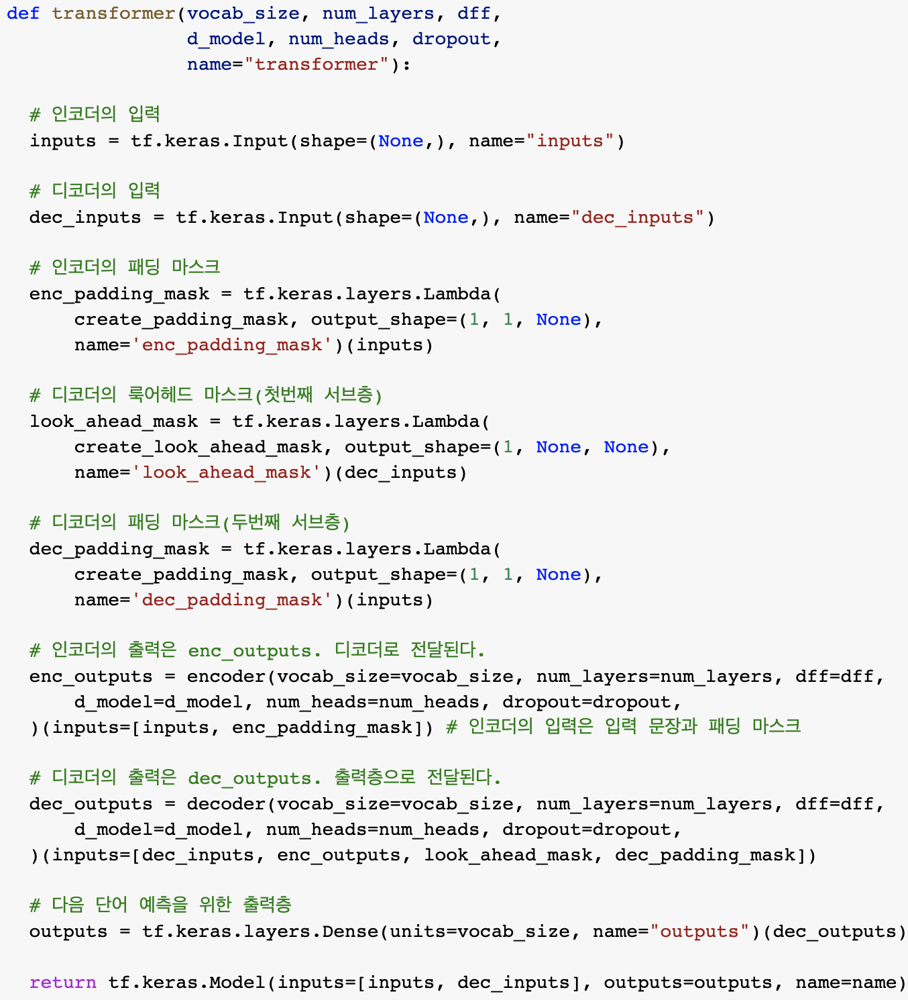 def transformer(vocab_size, num_layers, dff,
                d_model, num_heads, dropout,
                name="transformer"):

  # 인코더의 입력
  inputs = tf.keras.Input(shape=(None,), name="inputs")

  # 디코더의 입력
  dec_inputs = tf.keras.Input(shape=(None,), name="dec_inputs")

  # 인코더의 패딩 마스크
  enc_padding_mask = tf.keras.layers.Lambda(
      create_padding_mask, output_shape=(1, 1, None),
      name='enc_padding_mask')(inputs)

  # 디코더의 룩어헤드 마스크(첫번째 서브층)
  look_ahead_mask = tf.keras.layers.Lambda(
      create_look_ahead_mask, output_shape=(1, None, None),
      name='look_ahead_mask')(dec_inputs)

  # 디코더의 패딩 마스크(두번째 서브층)
  dec_padding_mask = tf.keras.layers.Lambda(
      create_padding_mask, output_shape=(1, 1, None),
      name='dec_padding_mask')(inputs)

  # 인코더의 출력은 enc_outputs. 디코더로 전달된다.
  enc_outputs = encoder(vocab_size=vocab_size, num_layers=num_layers, dff=dff,
      d_model=d_model, num_heads=num_heads, dropout=dropout,
  )(inputs=[inputs, enc_padding_mask]) # 인코더의 입력은 입력 문장과 패딩 마스크

  # 디코더의 출력은 dec_outputs. 출력층으로 전달된다.
  dec_outputs = decoder(vocab_size=vocab_size, num_layers=num_layers, dff=dff,
      d_model=d_model, num_heads=num_heads, dropout=dropout,
  )(inputs=[dec_inputs, enc_outputs, look_ahead_mask, dec_padding_mask])

  # 다음 단어 예측을 위한 출력층
  outputs = tf.keras.layers.Dense(units=vocab_size, name="outputs")(dec_outputs)

  return tf.keras.Model(inputs=[inputs, dec_inputs], outputs=outputs, name=name)